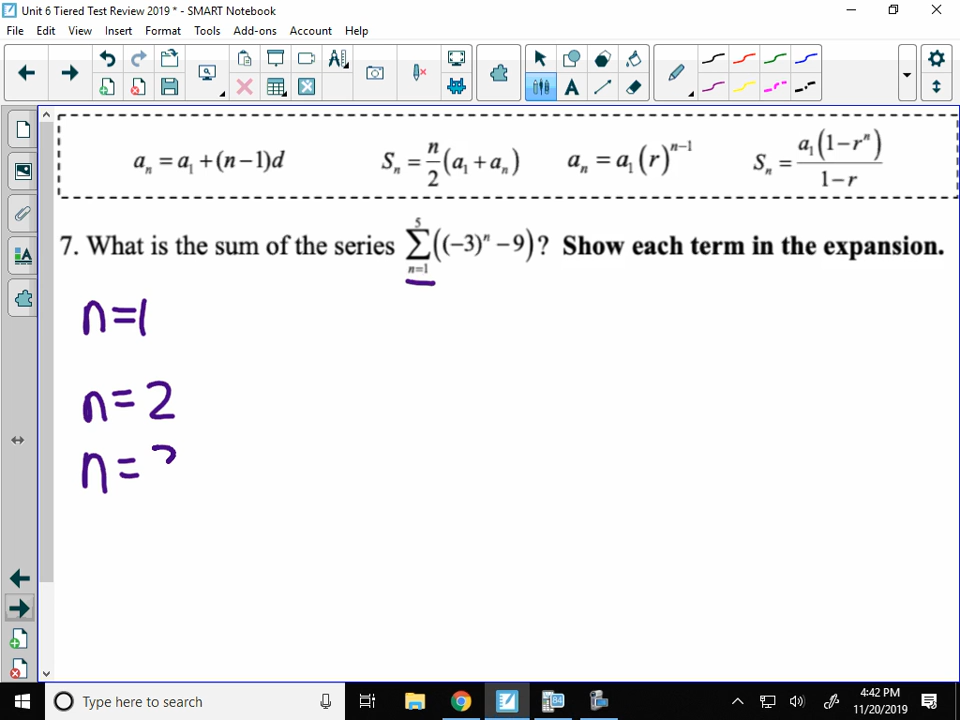 Unit 6 Tiered Test Review 2019 * - SMART Notebook
File Edit View Insert Format Tools Add-ons Account Help
aₙ = a₁ + (n−1)d Sₙ = n/2 (a₁ + aₙ) aₙ = a₁(r)ⁿ⁻¹ Sₙ = a₁(1−rⁿ)/1−r
7. What is the sum of the series ∑ₙ₌₁⁵ ((−3)ⁿ − 9)? Show each term in the expansion.
n=1
n=2
n=
Type here to search
84
4:42 PM
11/20/2019